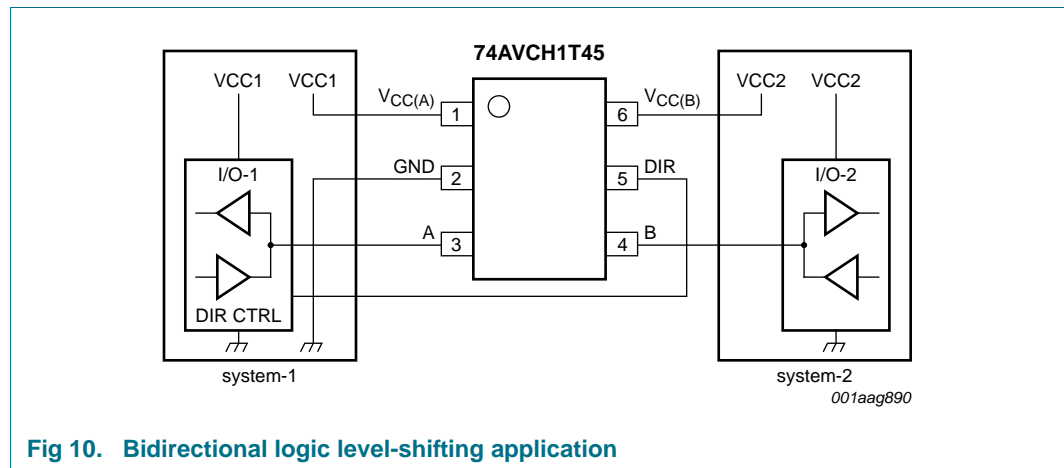 74AVCH1T45
VCC1 VCC1 VCC2 VCC2
VCC(A) VCC(B)
1 6
I/O-1 GND DIR I/O-2
2 5
A B
3 4
DIR CTRL
system-1 system-2
001aag890
Fig 10. Bidirectional logic level-shifting application